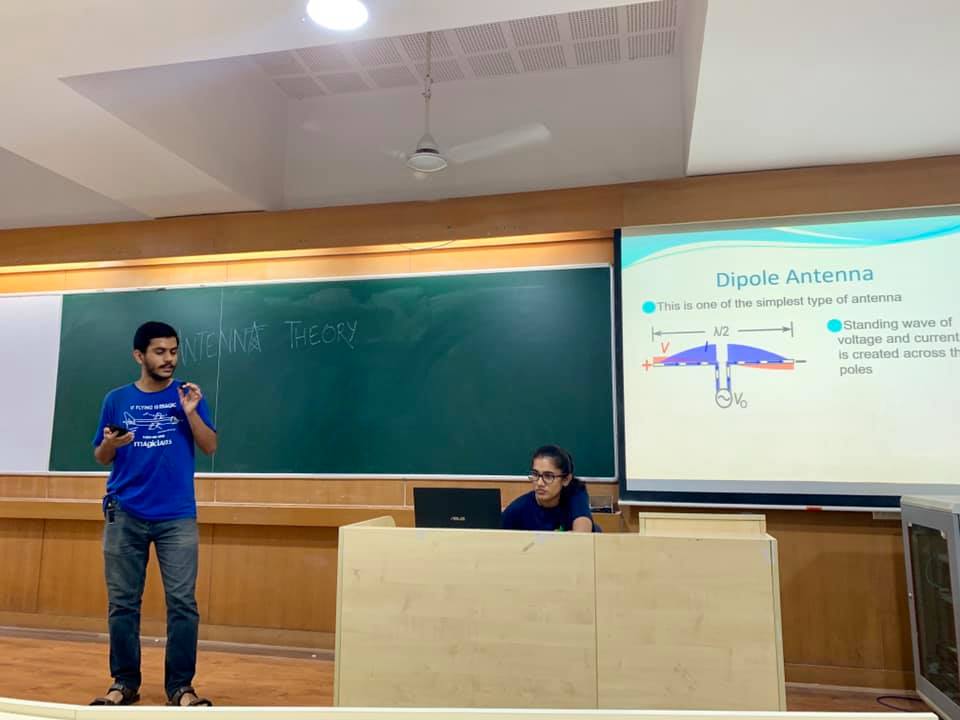 ANTENNA THEORY
IF FLYING IS MAGIC
MAGICIANS
ASUS
Dipole Antenna
This is one of the simplest type of antenna
λ/2
V
I
+
−
V₀
Standing wave of
voltage and current
is created across th
poles